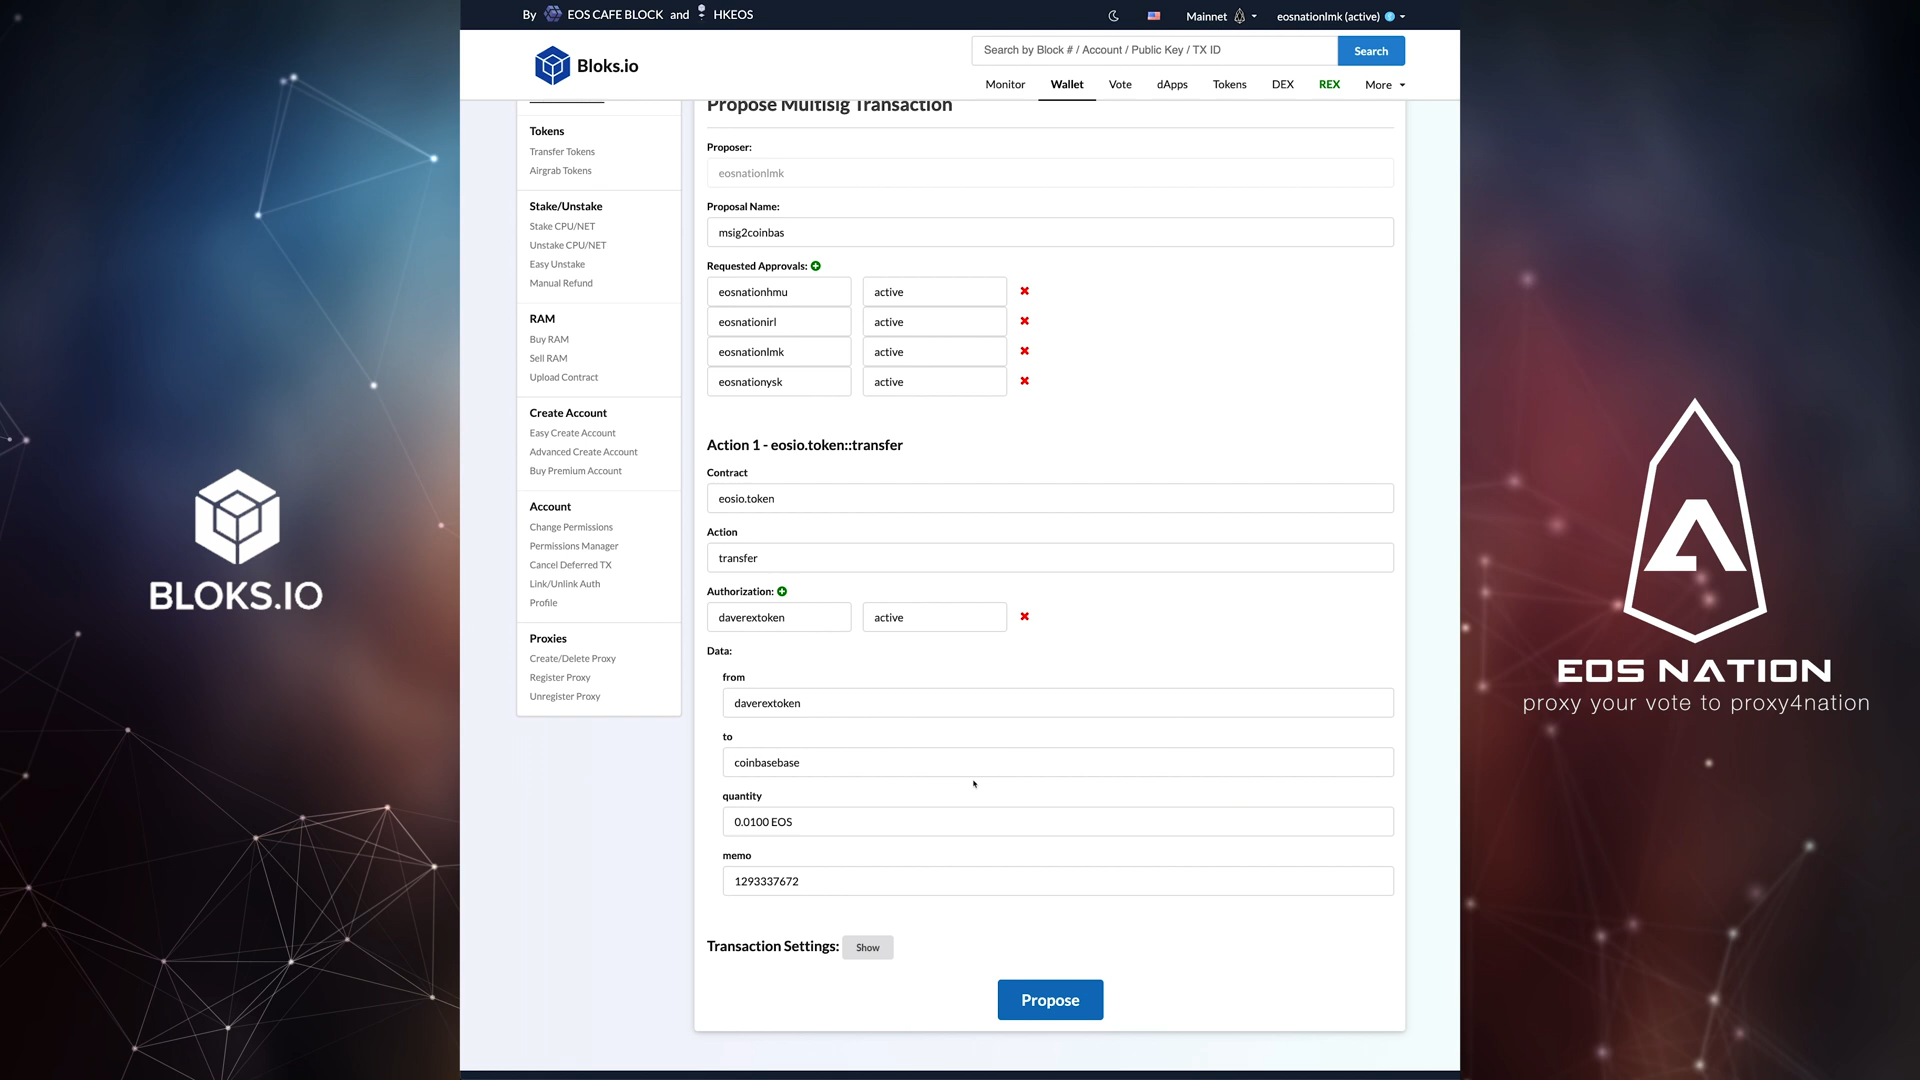 By EOS CAFE BLOCK and HKEOS
Mainnet
eosnationlmk (active)
Bloks.io
Search by Block # / Account / Public Key / TX ID
Search
Monitor
Wallet
Vote
dApps
Tokens
DEX
REX
More
Tokens
Transfer Tokens
Airgrab Tokens
Stake/Unstake
Stake CPU/NET
Unstake CPU/NET
Easy Unstake
Manual Refund
RAM
Buy RAM
Sell RAM
Upload Contract
Create Account
Easy Create Account
Advanced Create Account
Buy Premium Account
Account
Change Permissions
Permissions Manager
Cancel Deferred TX
Link/Unlink Auth
Profile
Proxies
Create/Delete Proxy
Register Proxy
Unregister Proxy
Propose Multisig Transaction
Proposer:
eosnationlmk
Proposal Name:
msig2coinbas
Requested Approvals:
eosnationhmu active
eosnationirl active
eosnationlmk active
eosnationysk active
Action 1 - eosio.token::transfer
Contract
eosio.token
Action
transfer
Authorization:
daverextoken active
Data:
from
daverextoken
to
coinbasebase
quantity
0.0100 EOS
memo
1293337672
Transaction Settings: Show
Propose
BLOKS.IO
EOS NATION
proxy your vote to proxy4nation